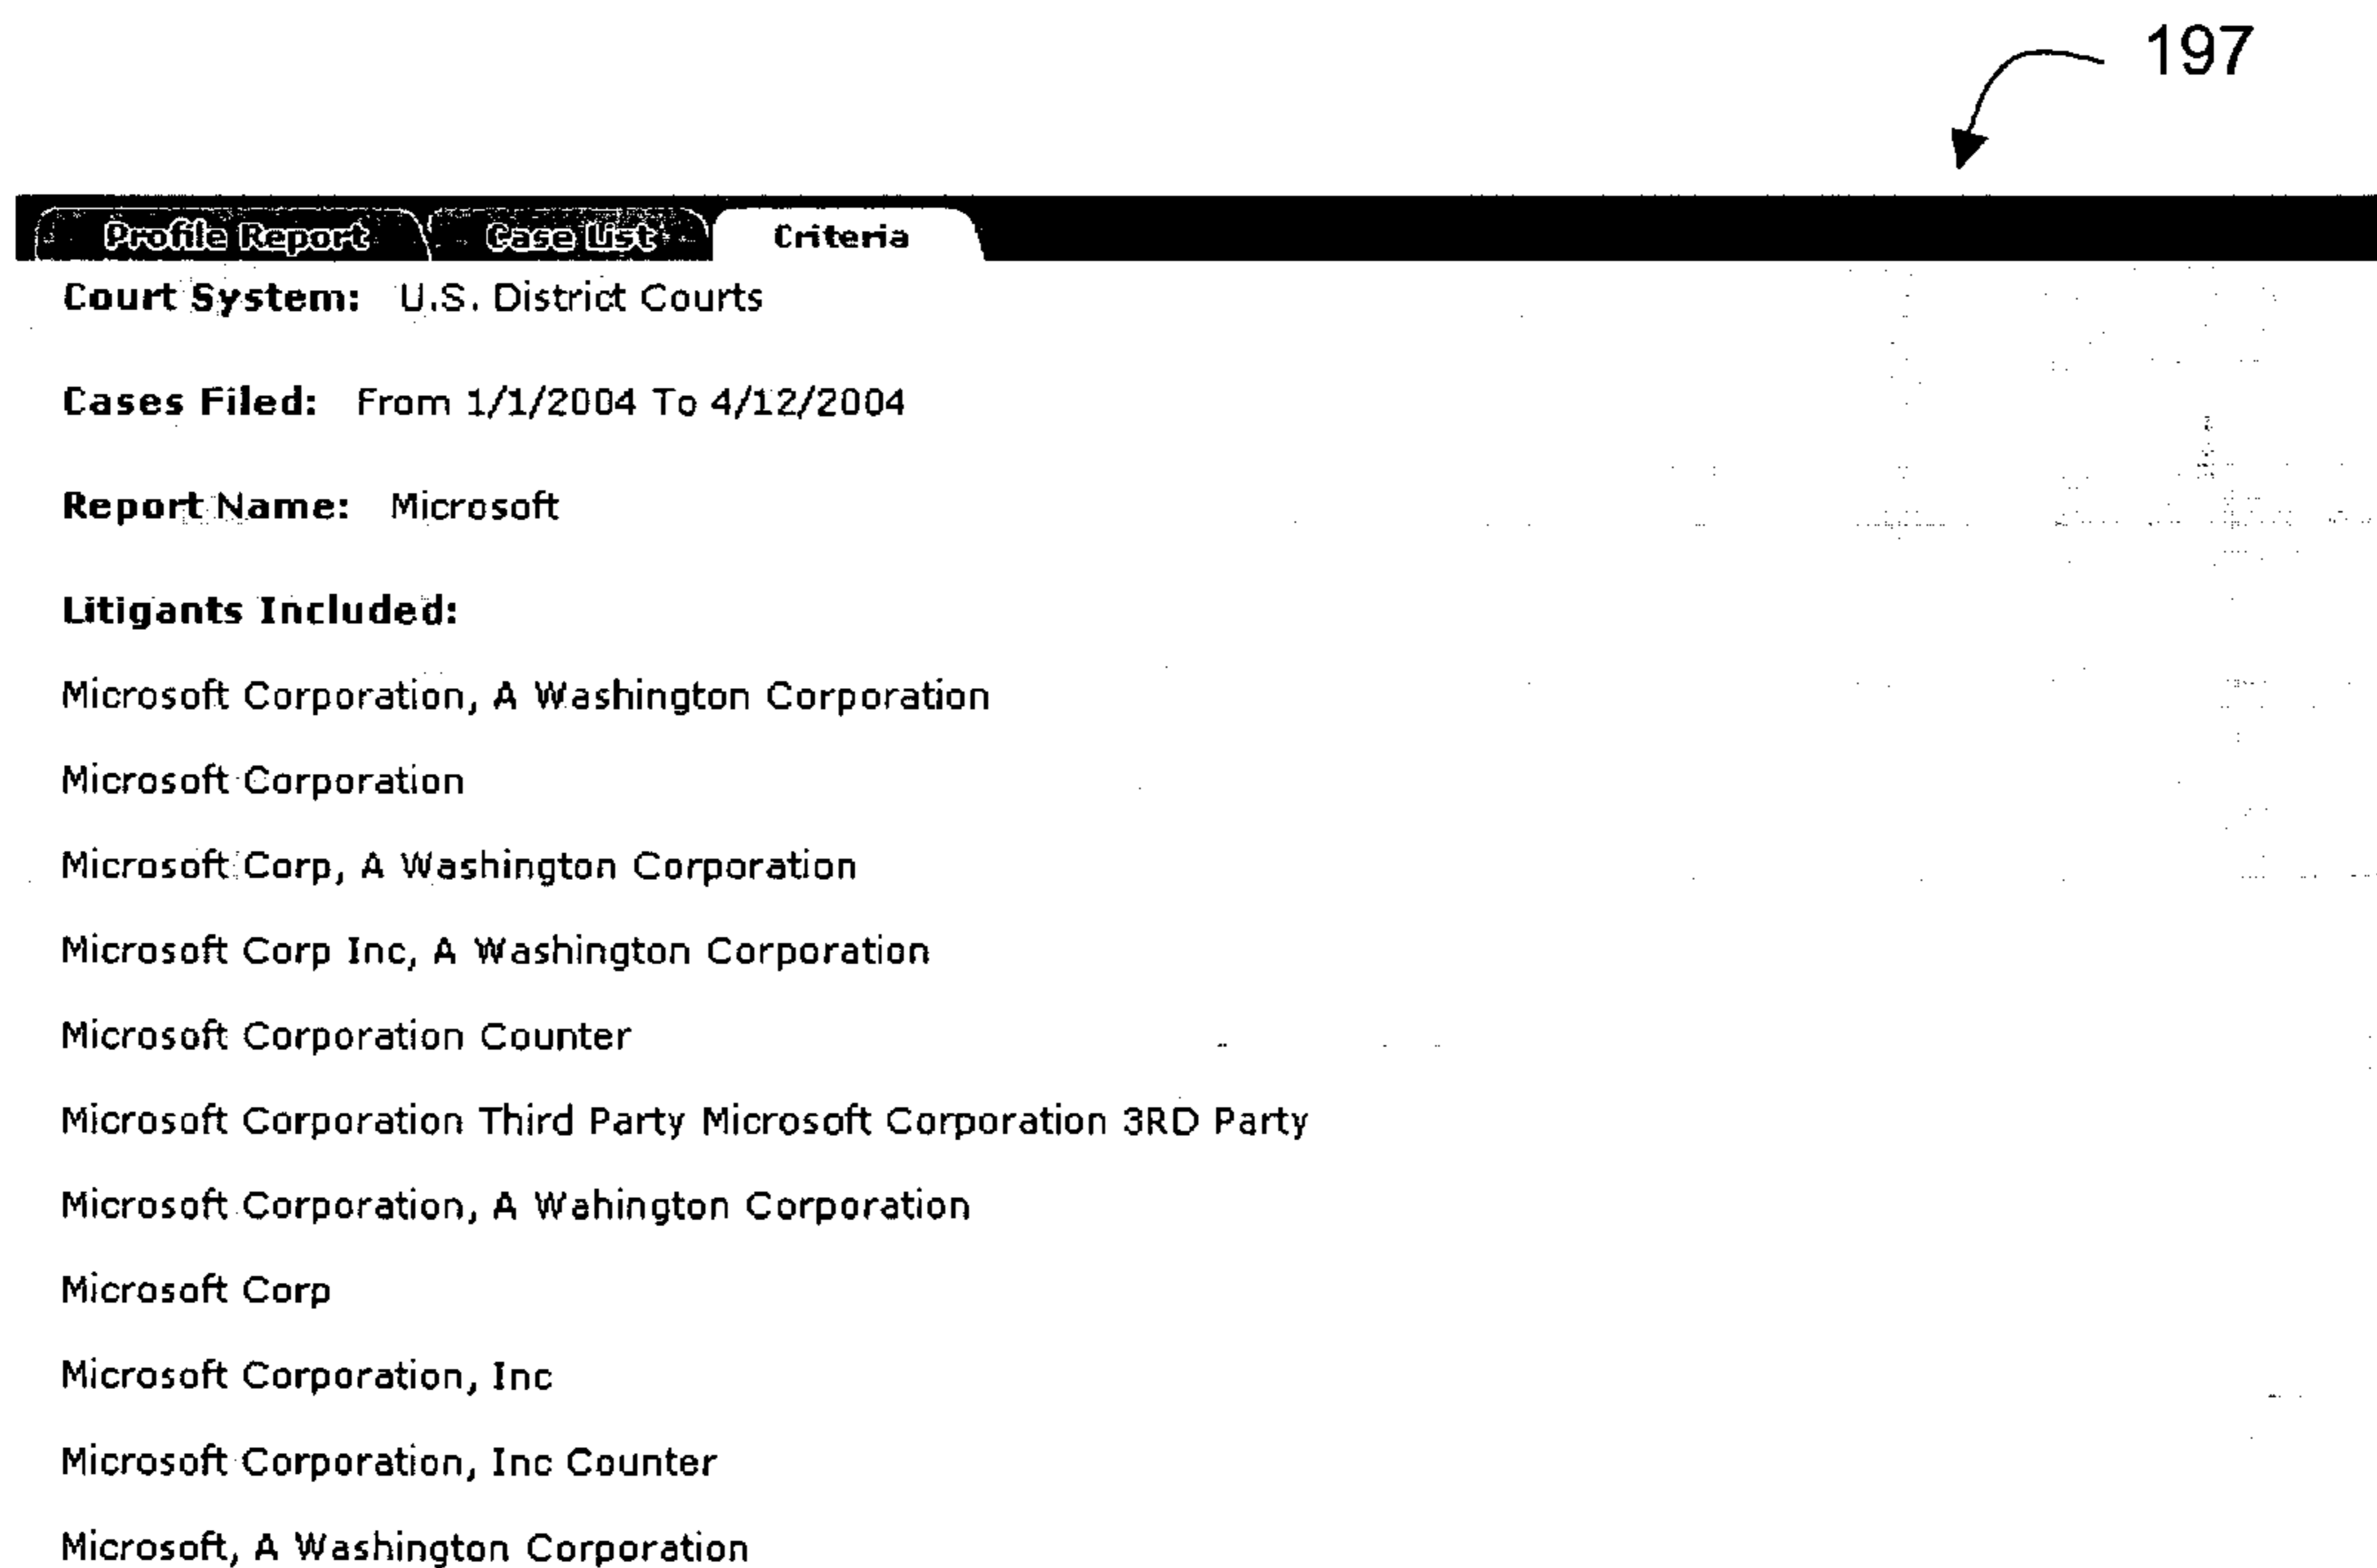 197
Profile Report Case List Criteria
Court System: U.S. District Courts
Cases Filed: From 1/1/2004 To 4/12/2004
Report Name: Microsoft
Litigants Included:
Microsoft Corporation, A Washington Corporation
Microsoft Corporation
Microsoft Corp, A Washington Corporation
Microsoft Corp Inc, A Washington Corporation
Microsoft Corporation Counter
Microsoft Corporation Third Party Microsoft Corporation 3RD Party
Microsoft Corporation, A Wahington Corporation
Microsoft Corp
Microsoft Corporation, Inc
Microsoft Corporation, Inc Counter
Microsoft, A Washington Corporation